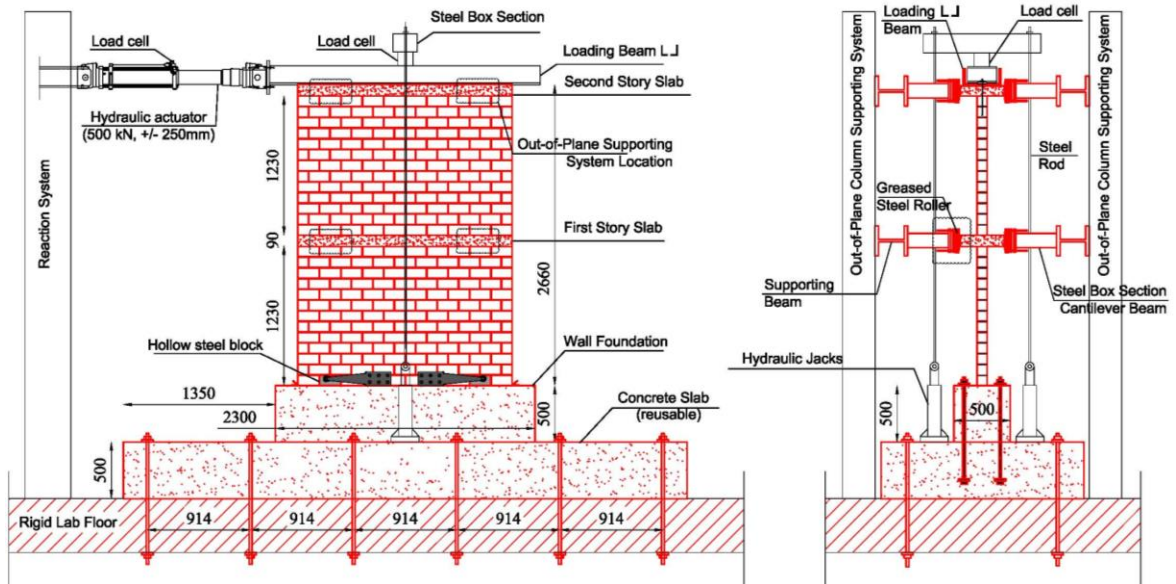 Steel Box Section
Load cell
Load cell
Loading Beam L┘
Second Story Slab
Hydraulic actuator
(500 kN, +/- 250mm)
Out-of-Plane Supporting
System Location
Reaction System
1230
90
1230
2660
First Story Slab
Hollow steel block
Wall Foundation
1350
2300
500
Concrete Slab
(reusable)
500
Rigid Lab Floor
914
914
914
914
914
Loading L┘
Beam
Load cell
Out-of-Plane Column Supporting System
Out-of-Plane Column Supporting System
Steel
Rod
Greased
Steel Roller
Supporting
Beam
Steel Box Section
Cantilever Beam
Hydraulic Jacks
500
500